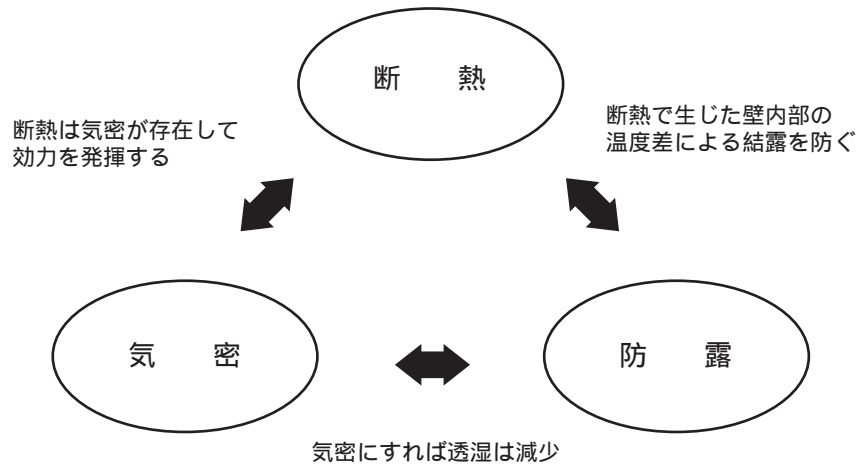 断　熱
断熱は気密が存在して
効力を発揮する
断熱で生じた壁内部の
温度差による結露を防ぐ
気　密
防　露
気密にすれば透湿は減少